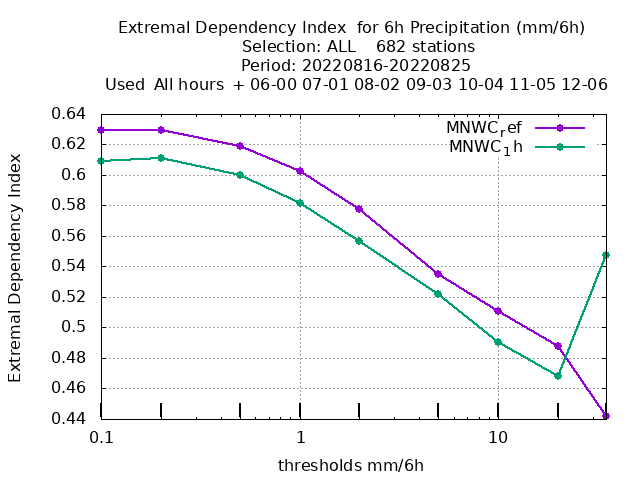 Extremal Dependency Index  for 6h Precipitation (mm/6h)
Selection: ALL    682 stations
Period: 20220816-20220825
Used  All hours  + 06-00 07-01 08-02 09-03 10-04 11-05 12-06
MNWCref
MNWC1h
Extremal Dependency Index
0.64
0.62
0.6
0.58
0.56
0.54
0.52
0.5
0.48
0.46
0.44
0.1
1
10
thresholds mm/6h